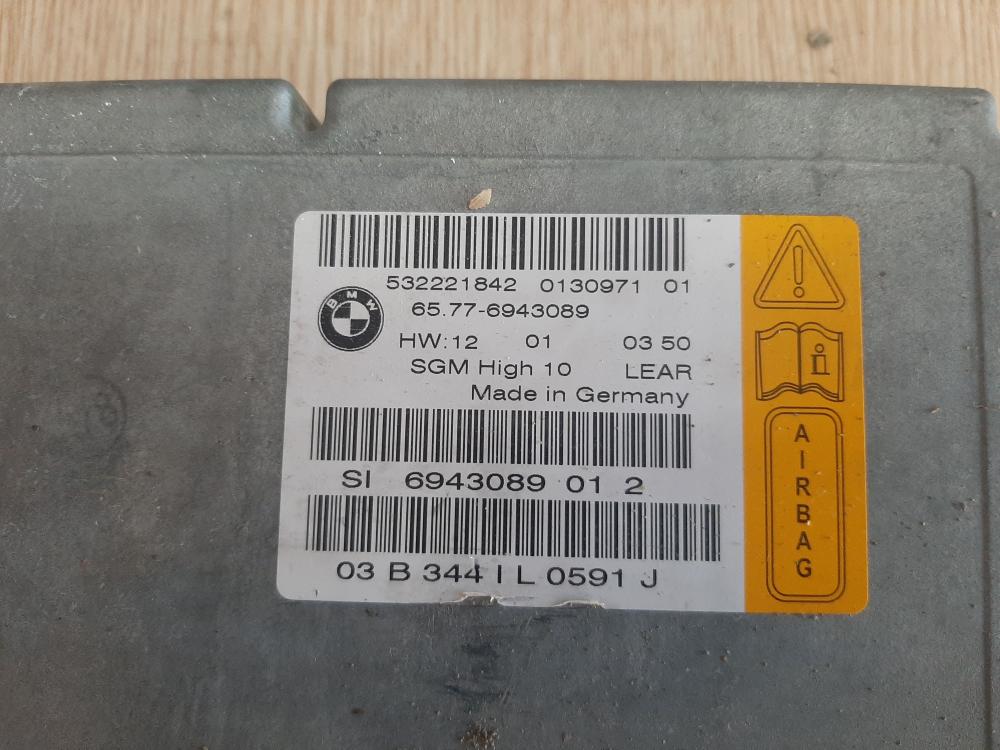 532221842 0130971 01
BMW
65.77-6943089
HW:12 01 03 50
SGM High 10 LEAR
Made in Germany
SI 6943089 01 2
03 B 344 I L 0591 J
i
AIRBAG